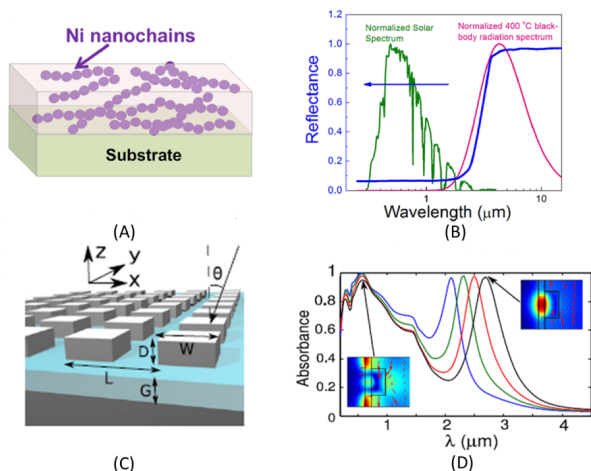 Ni nanochains
Substrate
(A)
Normalized Solar
Spectrum
Normalized 400 °C black-
body radiation spectrum
Reflectance
1.0
0.8
0.6
0.4
0.2
0.0
1
10
Wavelength (μm)
(B)
z
y
x
θ
D
W
L
G
(C)
Absorbance
1
0.8
0.6
0.4
0.2
0
1
2
3
4
λ (μm)
(D)